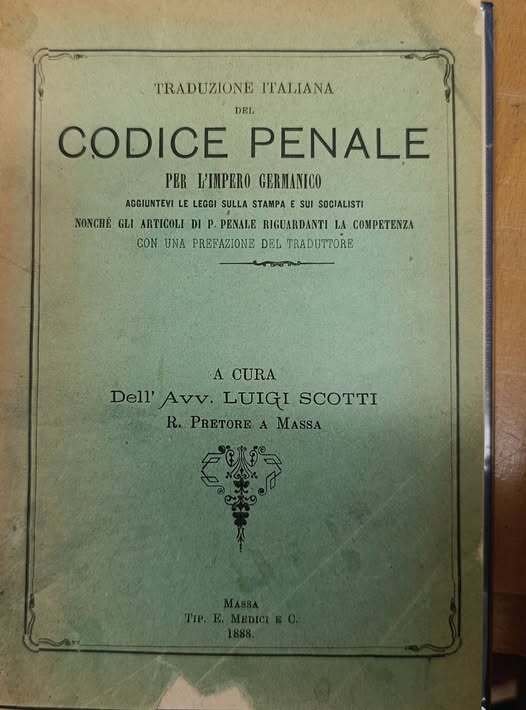 TRADUZIONE ITALIANA
DEL
CODICE PENALE
PER L'IMPERO GERMANICO
AGGIUNTEVI LE LEGGI SULLA STAMPA E SUI SOCIALISTI
NONCHÉ GLI ARTICOLI DI P. PENALE RIGUARDANTI LA COMPETENZA
CON UNA PREFAZIONE DEL TRADUTTORE
A CURA
Dell' Avv. LUIGI SCOTTI
R. PRETORE A MASSA
MASSA
TIP. E. MEDICI E C.
1888.